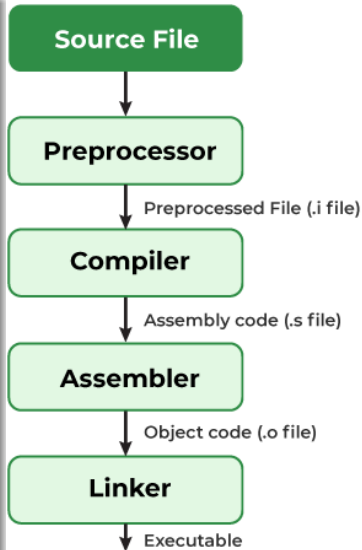 Source File
Preprocessor
Preprocessed File (.i file)
Compiler
Assembly code (.s file)
Assembler
Object code (.o file)
Linker
Executable